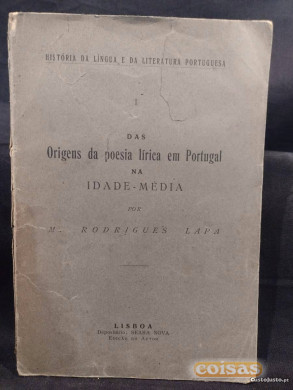 HISTÓRIA DA LÍNGUA E DA LITERATURA PORTUGUESA
I
DAS
Origens da poesia lírica em Portugal
NA
IDADE-MÉDIA
POR
M. RODRIGUES LAPA
LISBOA
Depositário: SEARA NOVA
Edição do Autor
coisas